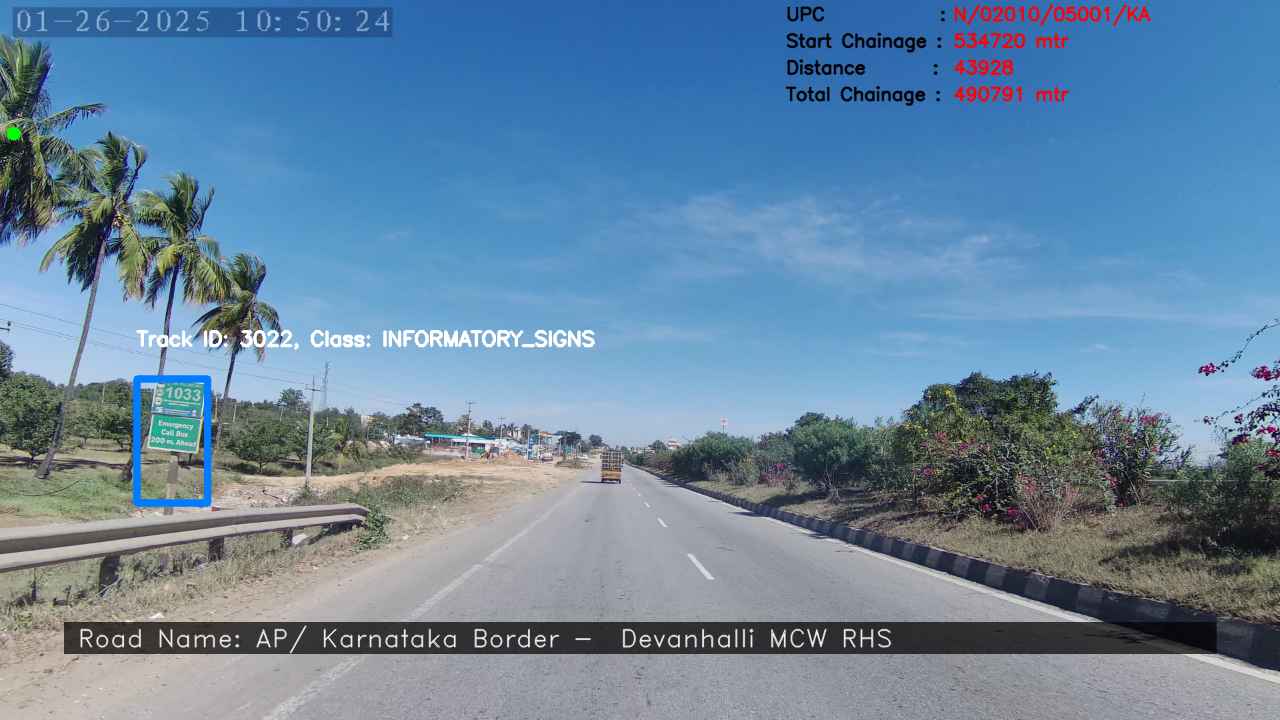 01-26-2025 10:50:24
UPC : N/02010/05001/KA
Start Chainage : 534720 mtr
Distance : 43928
Total Chainage : 490791 mtr
Track ID: 3022, Class: INFORMATORY_SIGNS
1033
Emergency
Call Box
200 m. Ahead
Road Name: AP/ Karnataka Border - Devanhalli MCW RHS